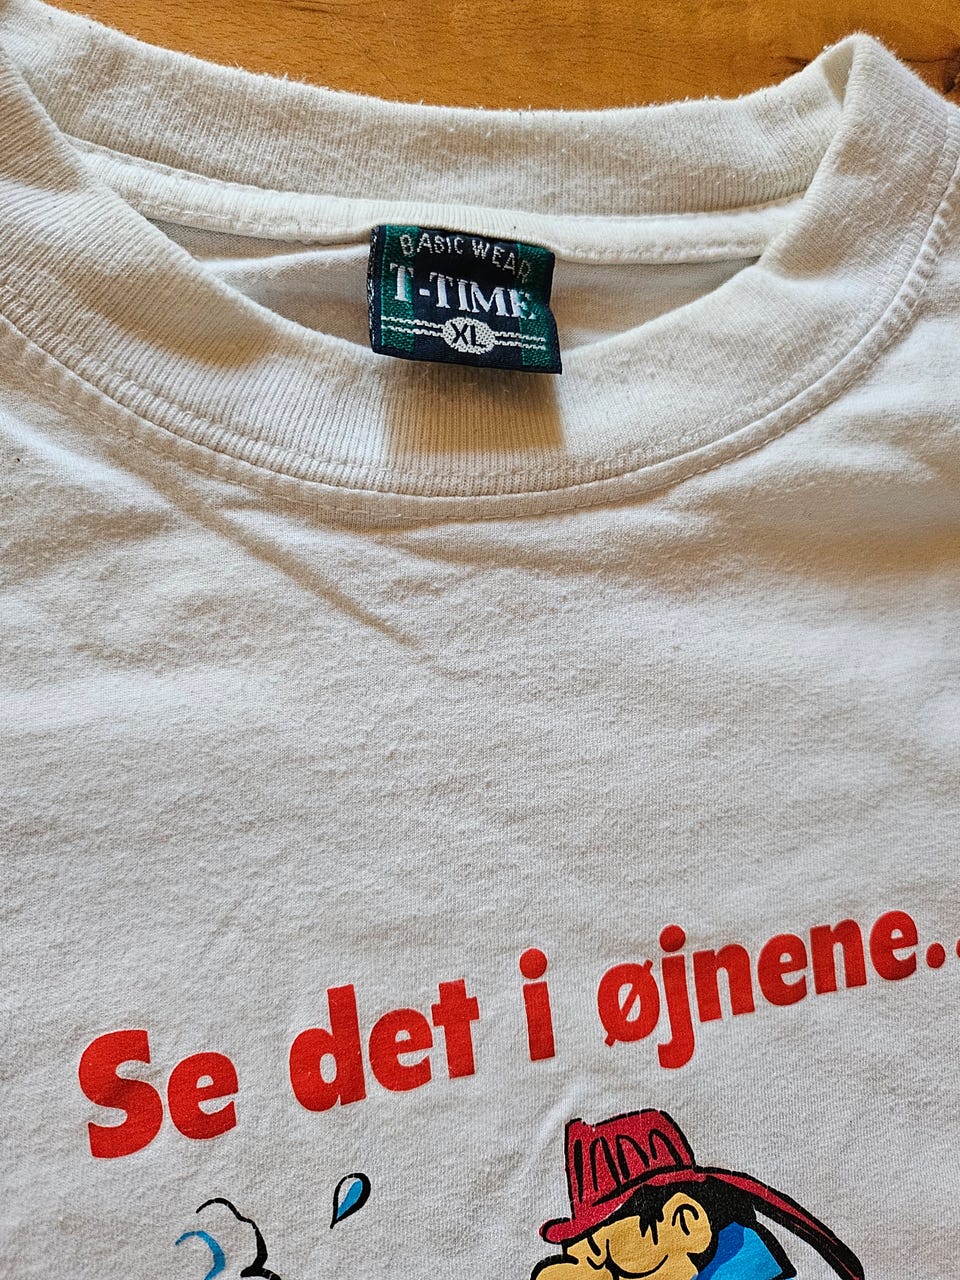 BASIC WEAR
T-TIME
XL
Se det i øjnene..